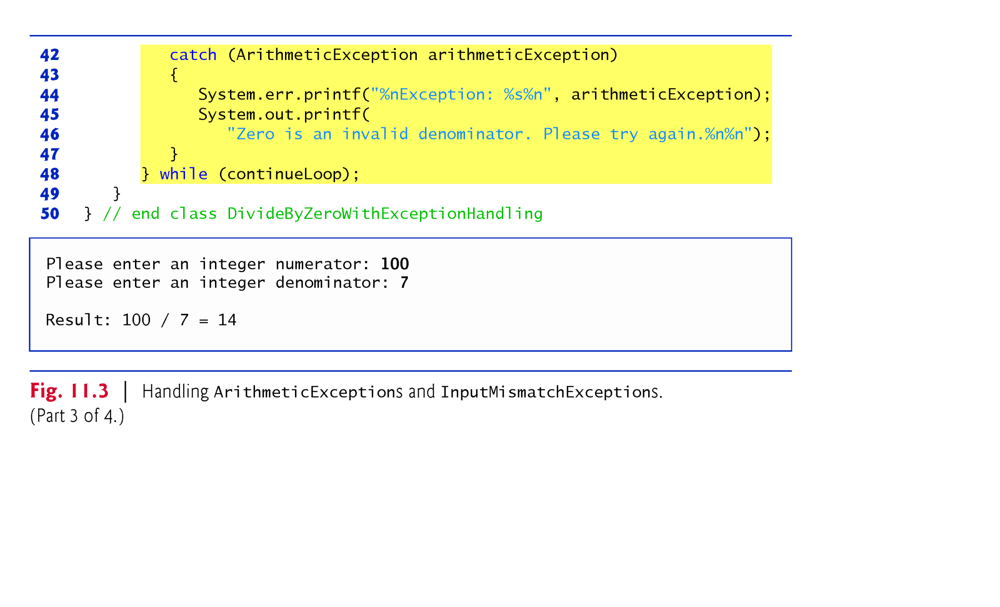 42            catch (ArithmeticException arithmeticException)
43            {
44               System.err.printf("%nException: %s%n", arithmeticException);
45               System.out.printf(
46                  "Zero is an invalid denominator. Please try again.%n%n");
47            }
48         } while (continueLoop);
49      }
50   } // end class DivideByZeroWithExceptionHandling
Please enter an integer numerator: 100
Please enter an integer denominator: 7
Result: 100 / 7 = 14
Fig. 11.3 | Handling ArithmeticExceptions and InputMismatchExceptions.
(Part 3 of 4.)